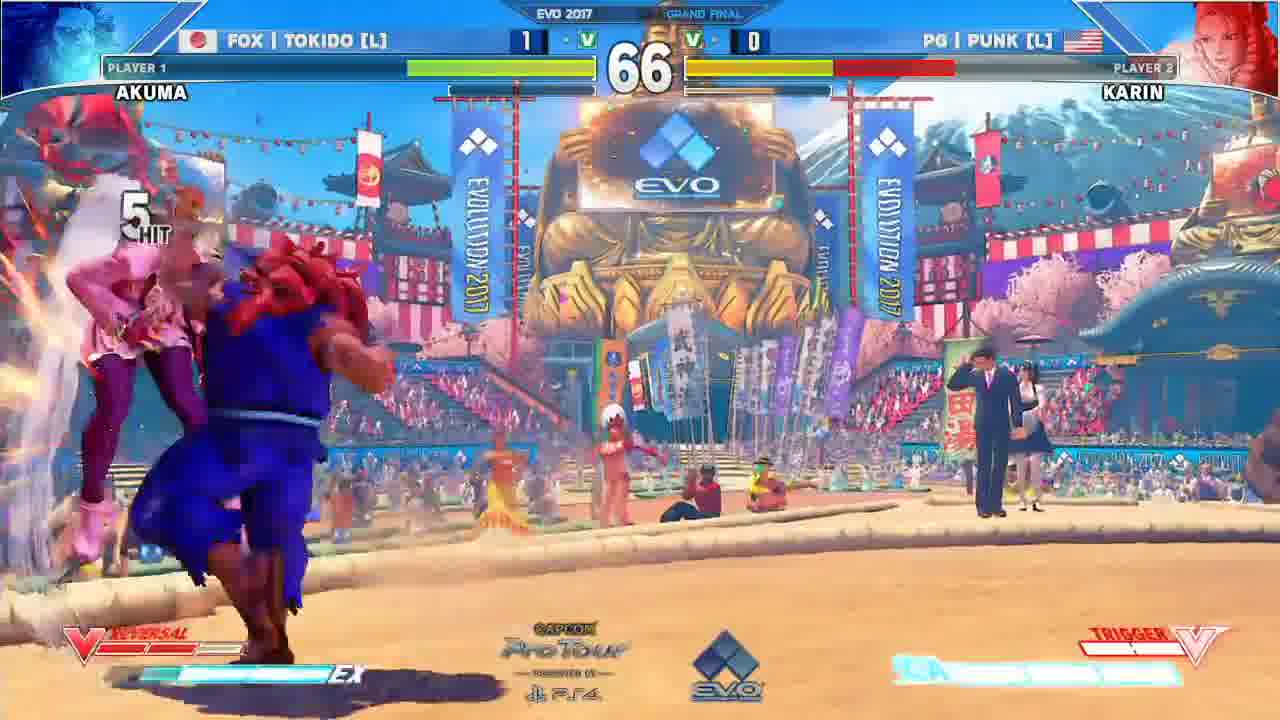 EVO 2017 GRAND FINAL
FOX | TOKIDO [L] 1 V 66 V 0 PG | PUNK [L]
PLAYER 1 PLAYER 2
AKUMA KARIN
EVO
5
HIT
EVOLUTION 2017
EVOLUTION 2017
REVERSAL
V
EX
CAPCOM
Pro Tour
PS4
EVO
TRIGGER
V
CA